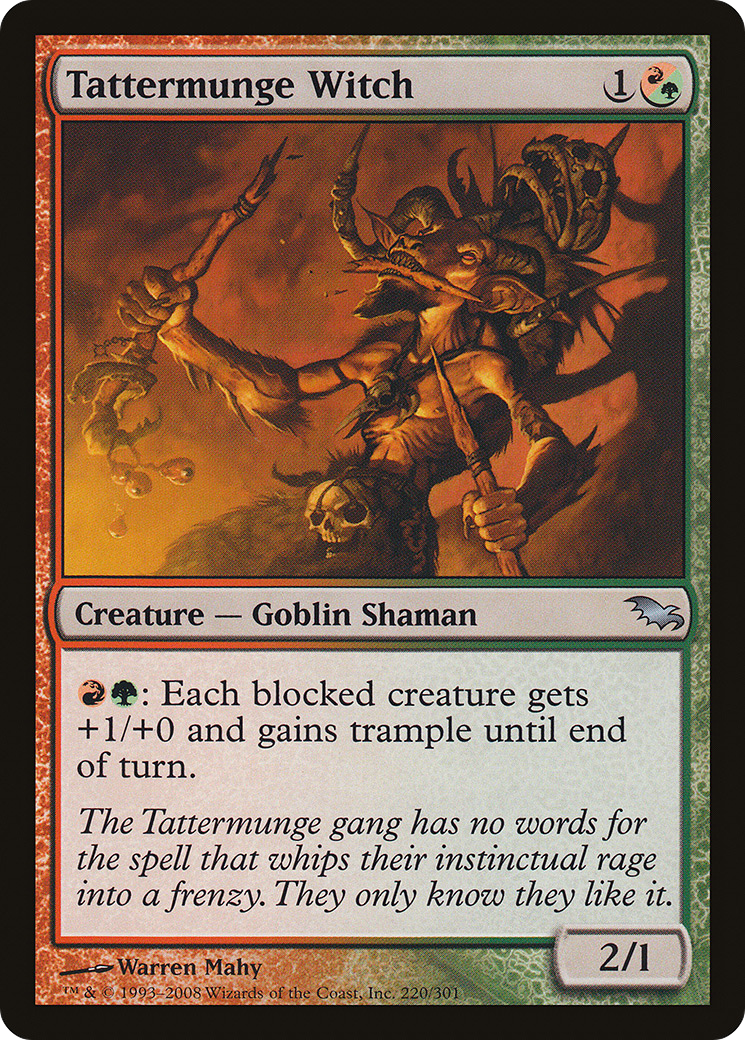 Tattermunge Witch 1
Creature — Goblin Shaman
: Each blocked creature gets
+1/+0 and gains trample until end
of turn.
The Tattermunge gang has no words for
the spell that whips their instinctual rage
into a frenzy. They only know they like it.
2/1
Warren Mahy
™ & © 1993–2008 Wizards of the Coast, Inc. 220/301